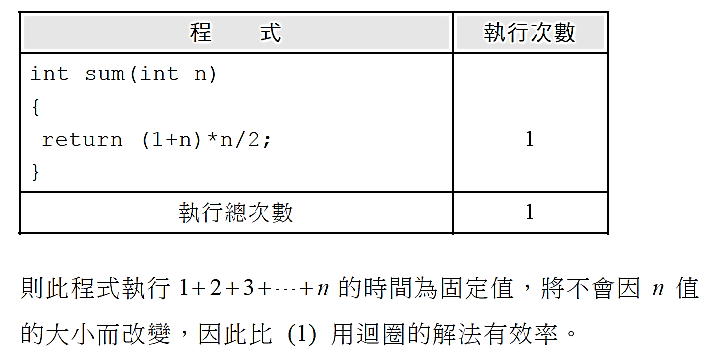 程　　式　　執行次數
int sum(int n)
{
return (1+n)*n/2;　　1
}
執行總次數　　1
則此程式執行 1+2+3+⋯+n 的時間為固定值，將不會因 n 值
的大小而改變，因此比 (1) 用迴圈的解法有效率。